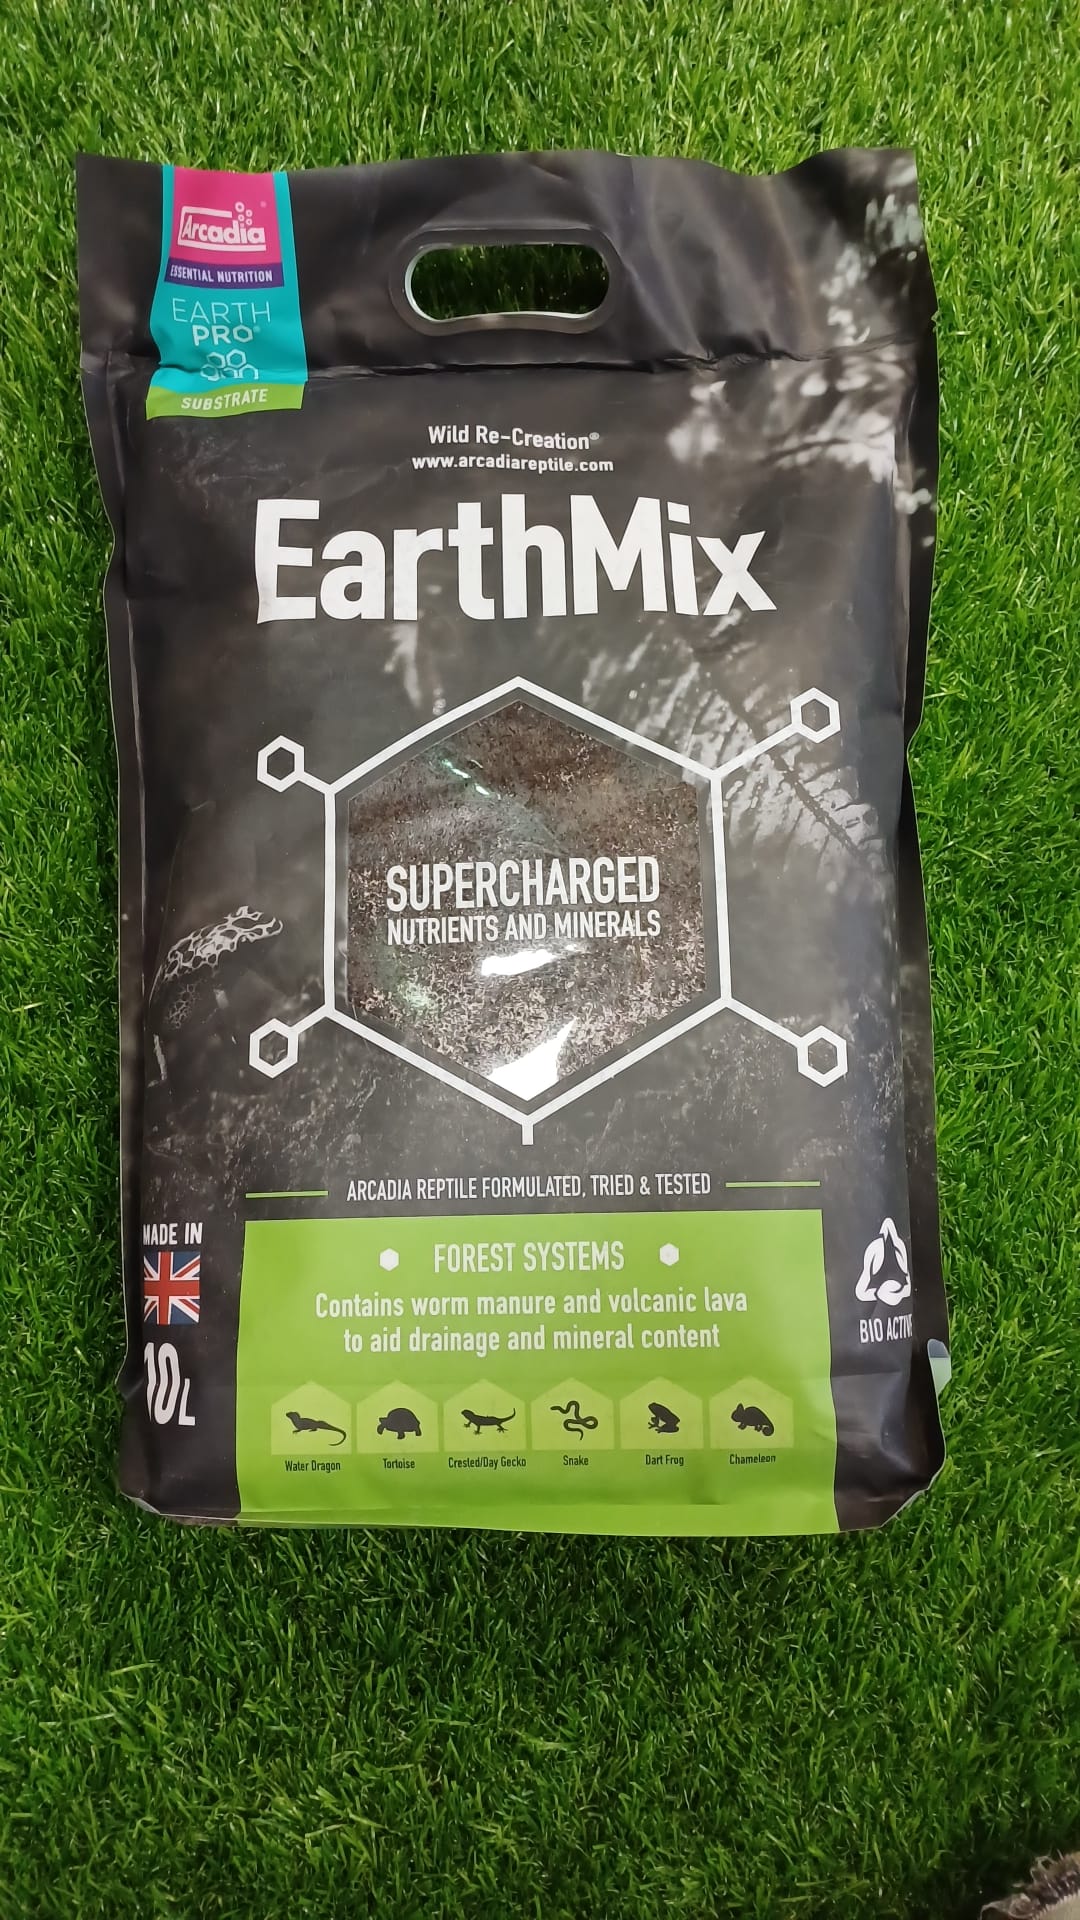 Arcadia
ESSENTIAL NUTRITION
EARTH
PRO®
SUBSTRATE
Wild Re-Creation®
www.arcadiareptile.com
EarthMix
SUPERCHARGED
NUTRIENTS AND MINERALS
ARCADIA REPTILE FORMULATED, TRIED & TESTED
MADE IN
10L
FOREST SYSTEMS
Contains worm manure and volcanic lava
to aid drainage and mineral content
Water Dragon
Tortoise
Crested/Day Gecko
Snake
Dart Frog
Chameleon
BIO ACTIVE